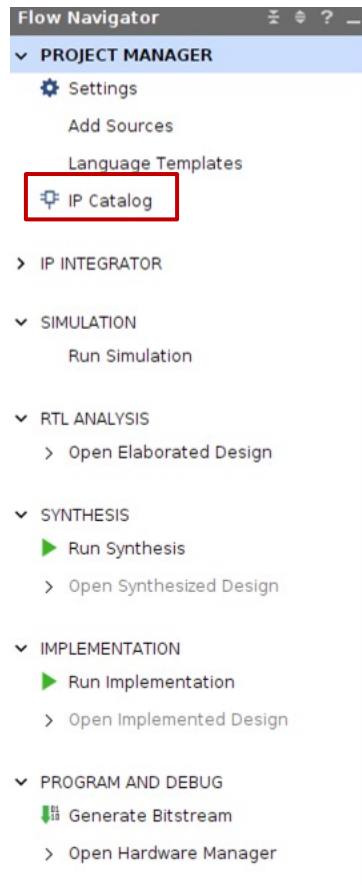 Flow Navigator ?
PROJECT MANAGER
Settings
Add Sources
Language Templates
IP Catalog
IP INTEGRATOR
SIMULATION
Run Simulation
RTL ANALYSIS
Open Elaborated Design
SYNTHESIS
Run Synthesis
Open Synthesized Design
IMPLEMENTATION
Run Implementation
Open Implemented Design
PROGRAM AND DEBUG
Generate Bitstream
Open Hardware Manager